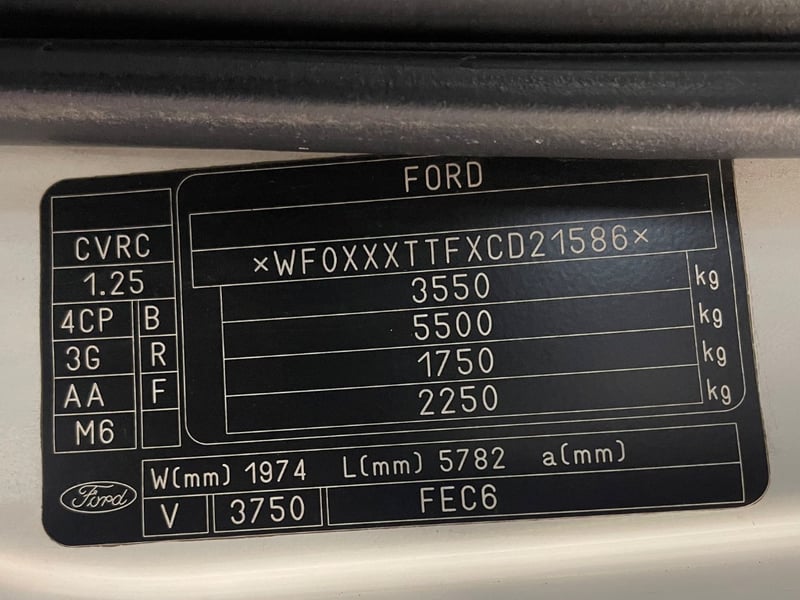 FORD
CVRC
*WF0XXXTTFXCD21586*
1.25
3550 kg
4CP B
5500 kg
3G R
1750 kg
AA F
2250 kg
M6
W(mm) 1974 L(mm) 5782 a(mm)
Ford
V 3750 FEC6